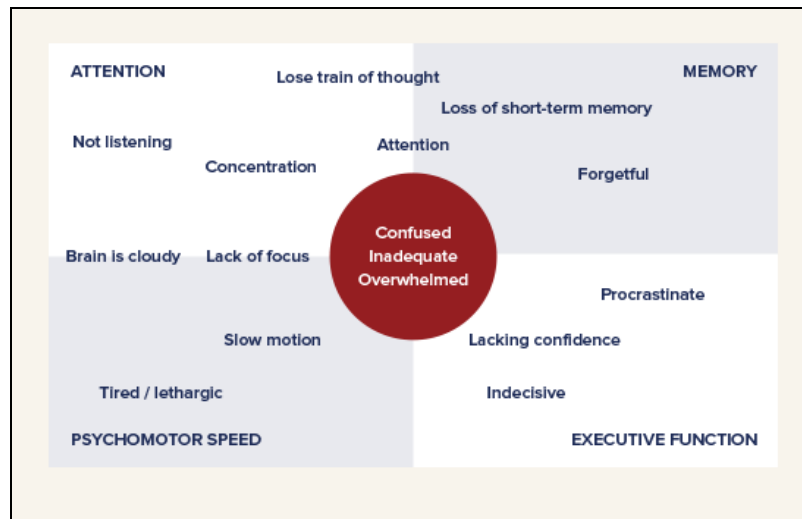 ATTENTION
Lose train of thought
MEMORY
Loss of short-term memory
Not listening
Attention
Concentration
Forgetful
Confused
Inadequate
Overwhelmed
Brain is cloudy
Lack of focus
Procrastinate
Slow motion
Lacking confidence
Tired / lethargic
Indecisive
PSYCHOMOTOR SPEED
EXECUTIVE FUNCTION